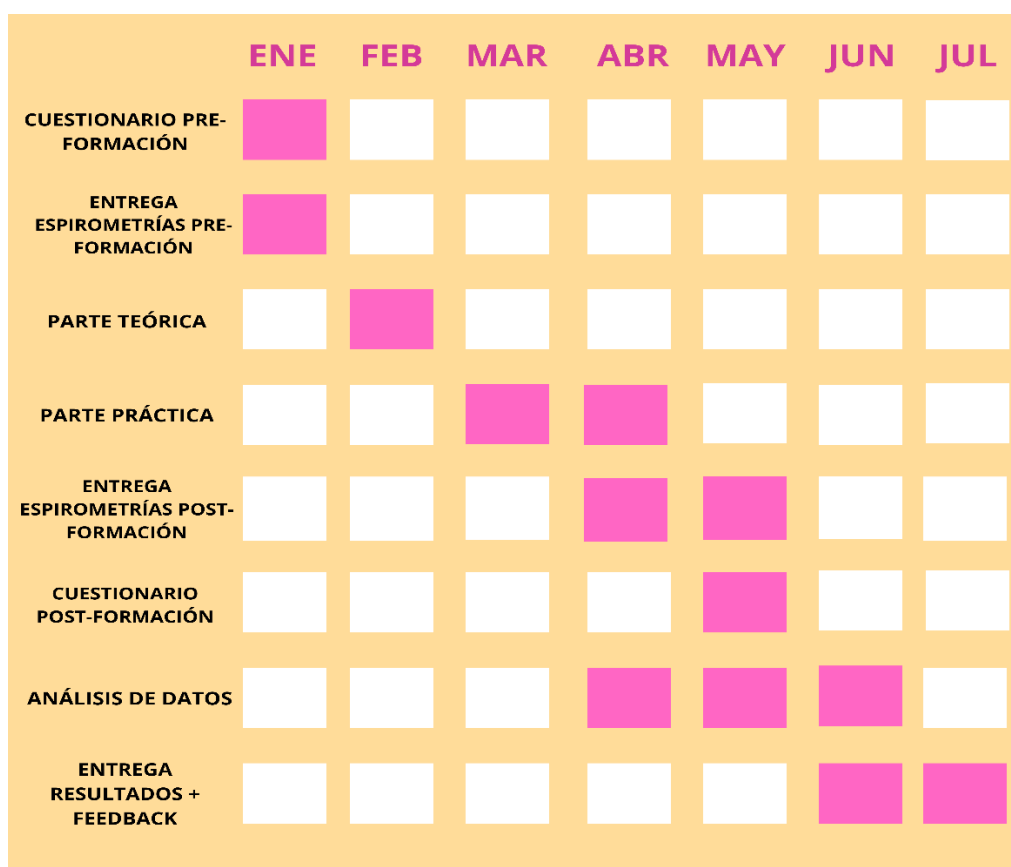 ENE FEB MAR ABR MAY JUN JUL
CUESTIONARIO PRE-
FORMACIÓN
ENTREGA
ESPIROMETRÍAS PRE-
FORMACIÓN
PARTE TEÓRICA
PARTE PRÁCTICA
ENTREGA
ESPIROMETRÍAS POST-
FORMACIÓN
CUESTIONARIO
POST-FORMACIÓN
ANÁLISIS DE DATOS
ENTREGA
RESULTADOS +
FEEDBACK